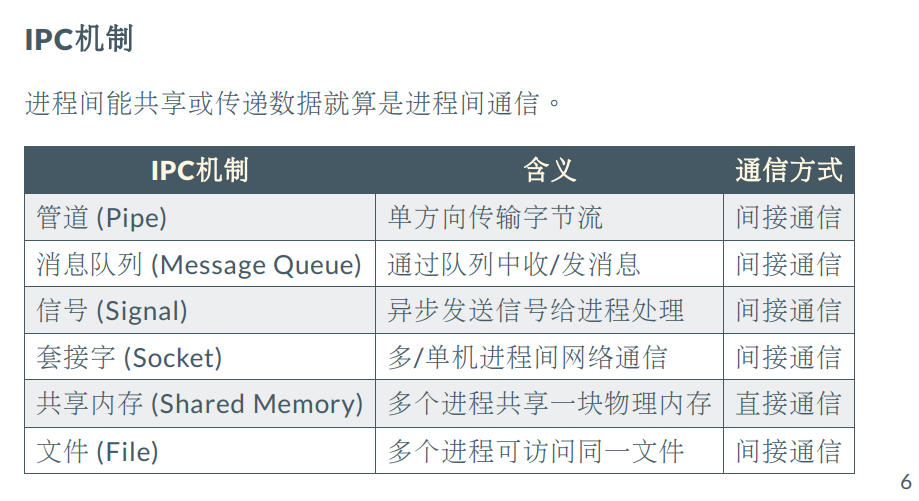 IPC机制
进程间能共享或传递数据就算是进程间通信。
IPC机制 含义 通信方式
管道 (Pipe) 单方向传输字节流 间接通信
消息队列 (Message Queue) 通过队列中收/发消息 间接通信
信号 (Signal) 异步发送信号给进程处理 间接通信
套接字 (Socket) 多/单机进程间网络通信 间接通信
共享内存 (Shared Memory) 多个进程共享一块物理内存 直接通信
文件 (File) 多个进程可访问同一文件 间接通信
6